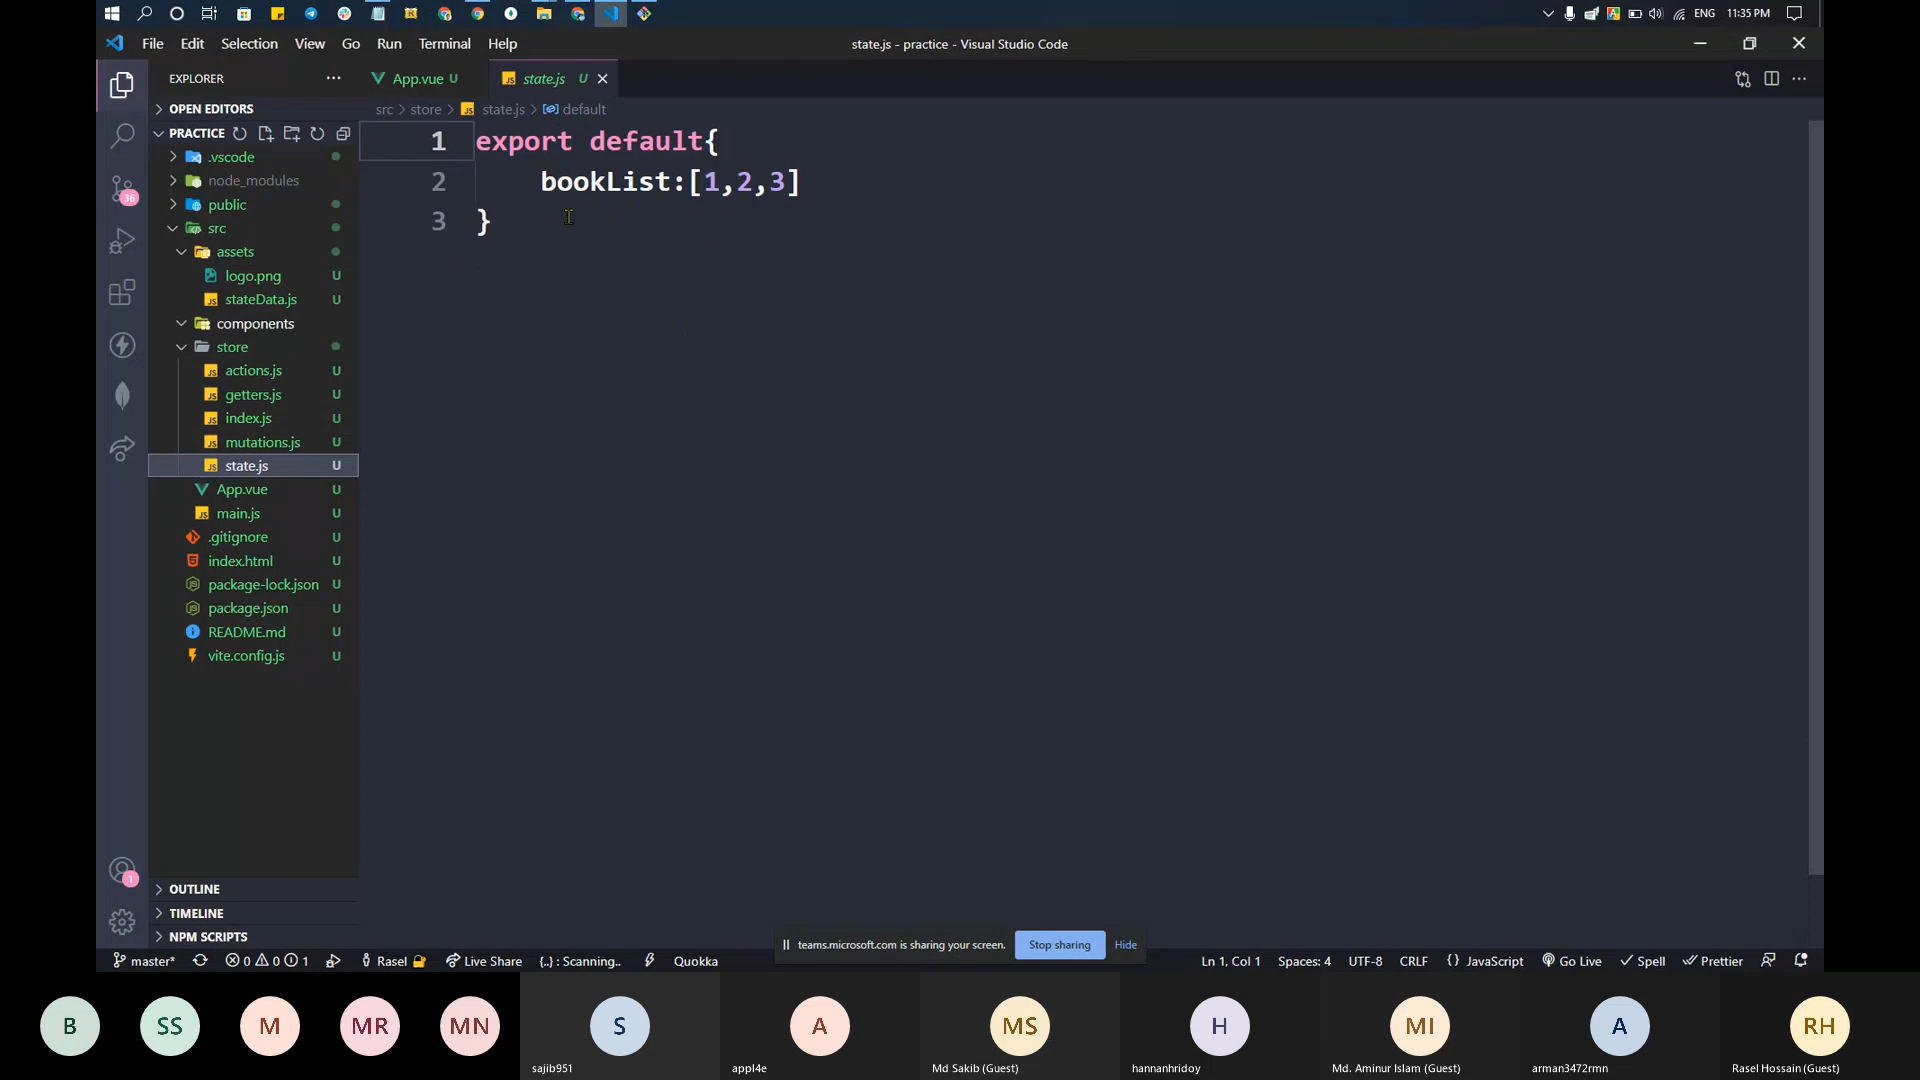 ENG 11:35 PM
File Edit Selection View Go Run Terminal Help
state.js - practice - Visual Studio Code
EXPLORER
App.vue U
state.js U
OPEN EDITORS
src > store > state.js > default
PRACTICE
1 export default{
2 bookList:[1,2,3]
3 }
.vscode
node_modules
public
src
assets
logo.png U
stateData.js U
components
store
actions.js U
getters.js U
index.js U
mutations.js U
state.js U
App.vue U
main.js U
.gitignore U
index.html U
package-lock.json U
package.json U
README.md U
vite.config.js U
36
1
OUTLINE
TIMELINE
NPM SCRIPTS
teams.microsoft.com is sharing your screen. Stop sharing Hide
master* 0 0 1 Rasel Live Share {..} : Scanning.. Quokka Ln 1, Col 1 Spaces: 4 UTF-8 CRLF {} JavaScript Go Live Spell Prettier
B SS M MR MN S A MS H MI A RH
sajib951 appl4e Md Sakib (Guest) hannanhridoy Md. Aminur Islam (Guest) arman3472rmn Rasel Hossain (Guest)